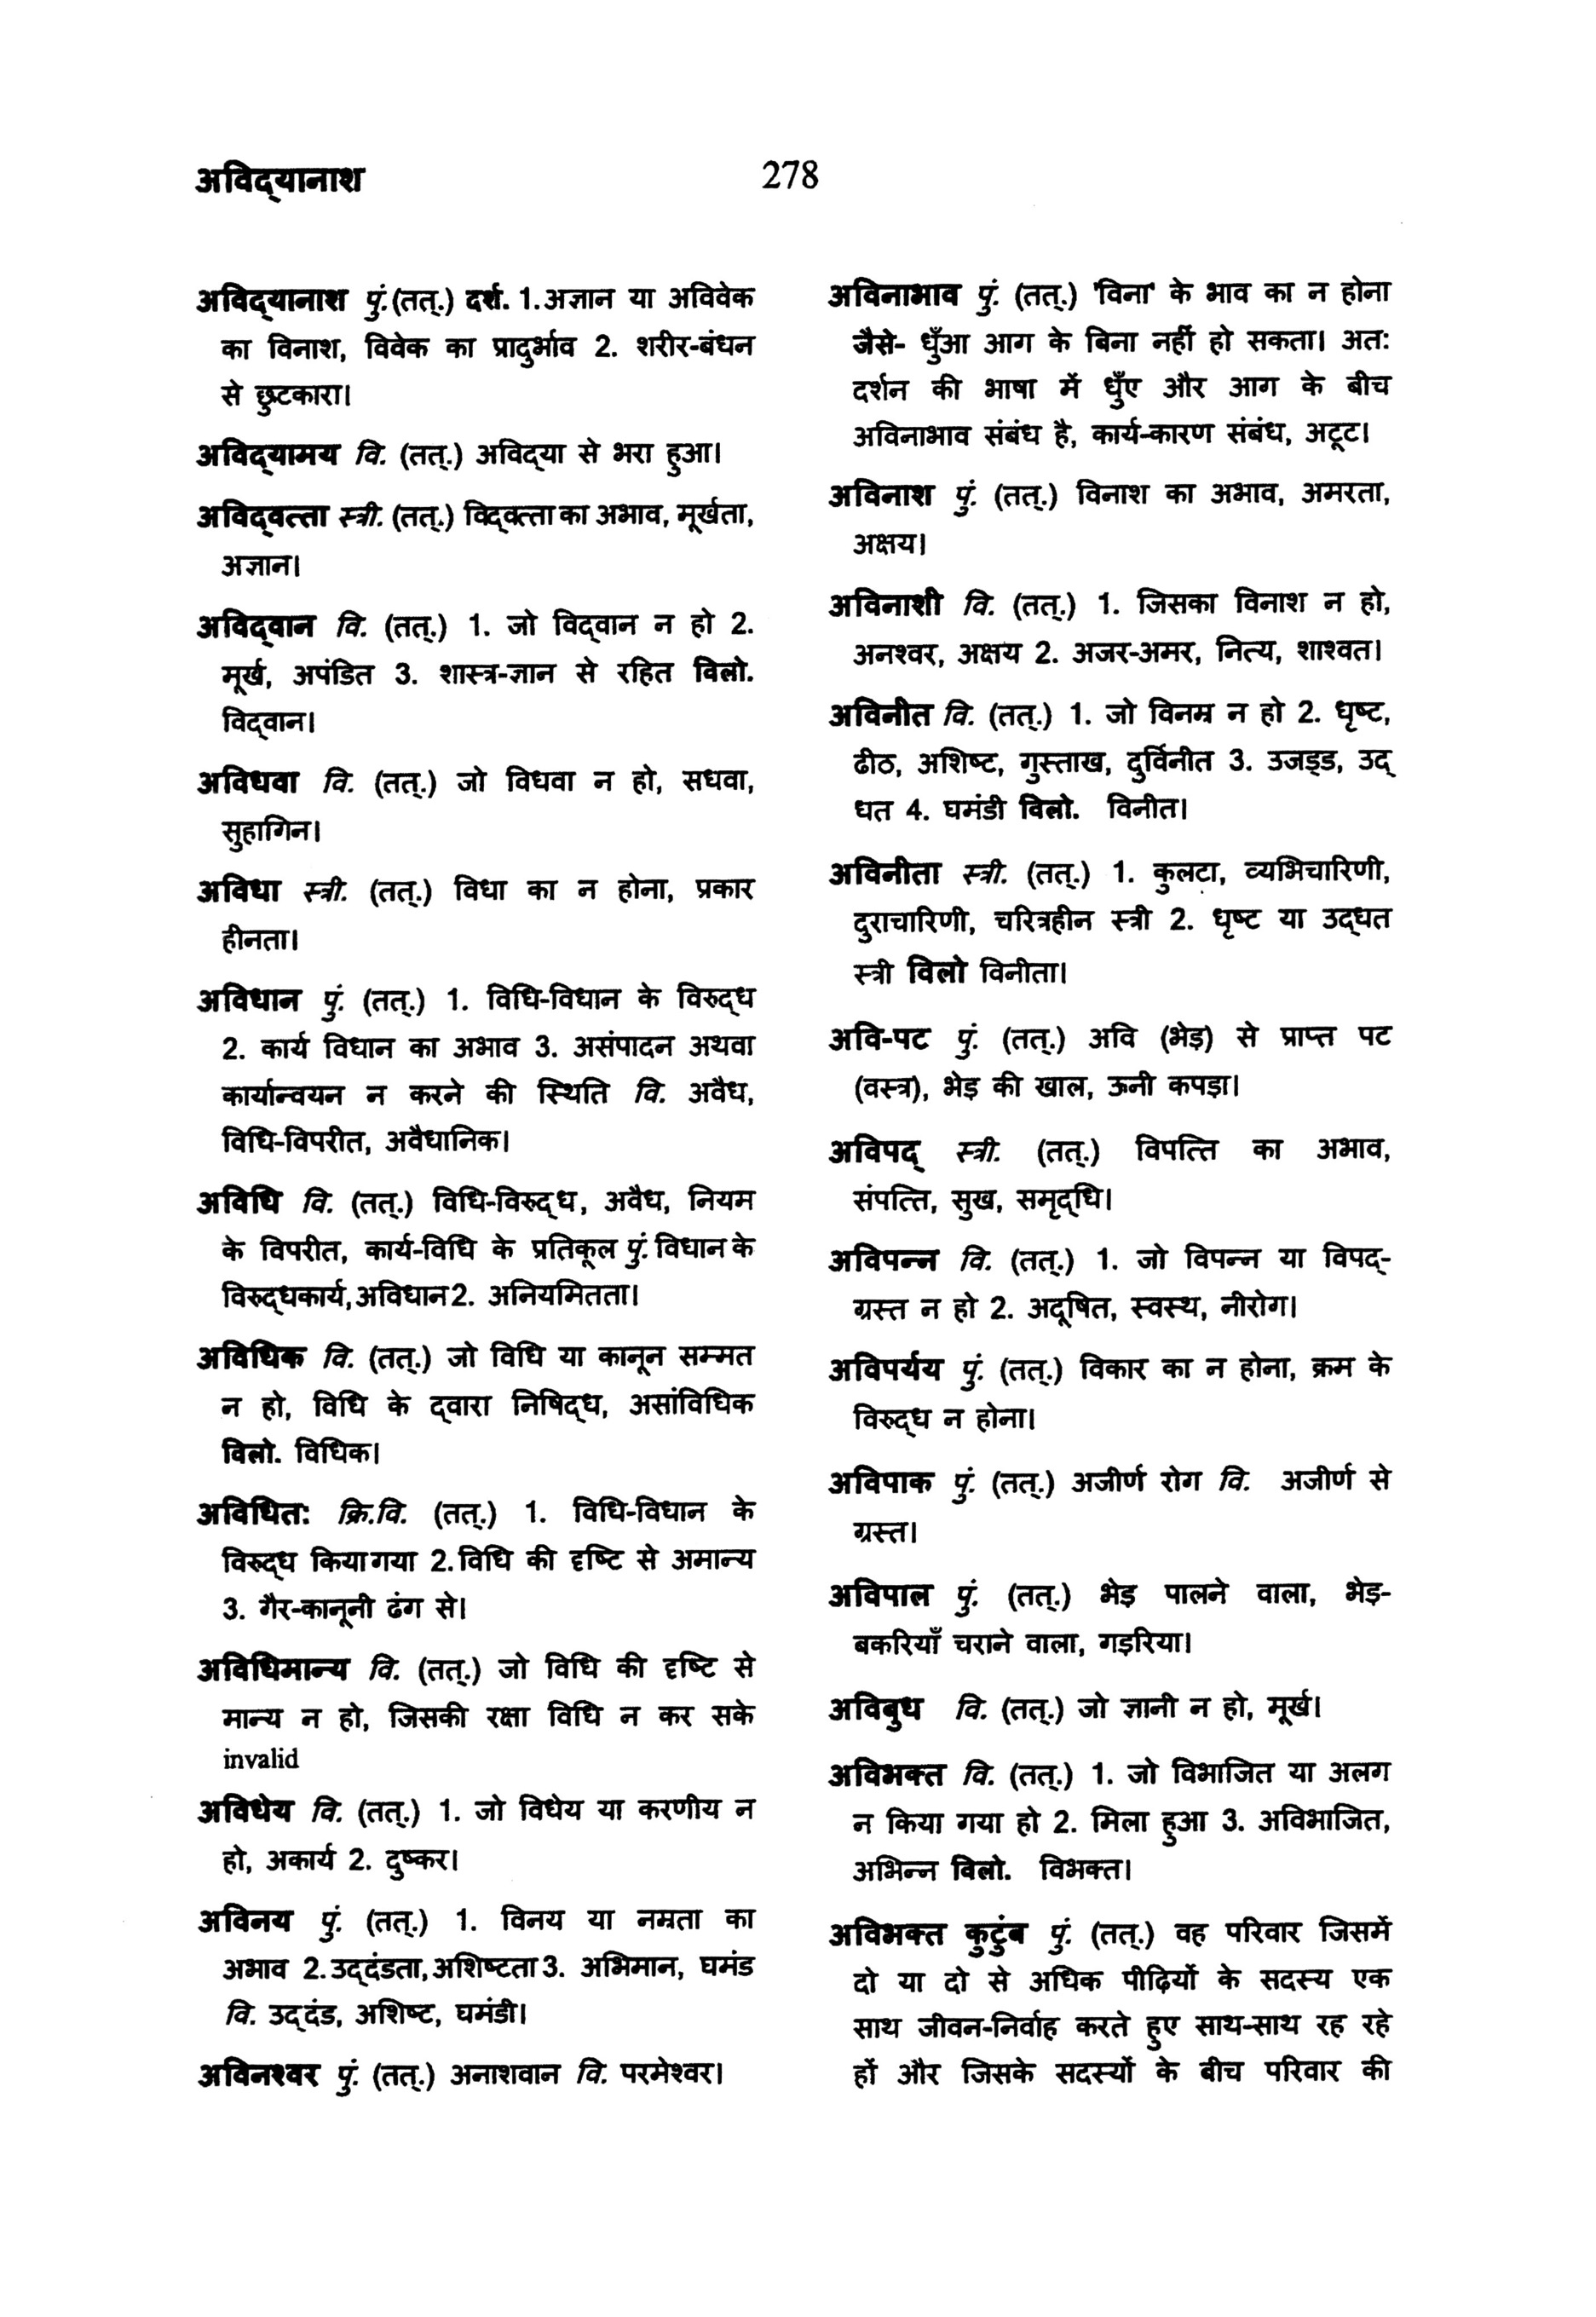 अविद्यानाश
278
अविद्यानाश पुं.(तत्.) दर्श. 1.अज्ञान या अविवेक
का विनाश, विवेक का प्रादुर्भाव 2. शरीर-बंधन
से छुटकारा।
अविद्यामय वि. (तत्.) अविद्या से भरा हुआ।
अविद्वत्ता स्त्री. (तत्.) विद्वत्ता का अभाव, मूर्खता,
अज्ञान।
अविद्वान वि. (तत्.) 1. जो विद्वान न हो 2.
मूर्ख, अपंडित 3. शास्त्र-ज्ञान से रहित विलो.
विद्वान।
अविधवा वि. (तत्.) जो विधवा न हो, सधवा,
सुहागिन।
अविधा स्त्री. (तत्.) विधा का न होना, प्रकार
हीनता।
अविधान पुं. (तत्.) 1. विधि-विधान के विरुद्ध
2. कार्य विधान का अभाव 3. असंपादन अथवा
कार्यान्वयन न करने की स्थिति वि. अवैध,
विधि-विपरीत, अवैधानिक।
अविधि वि. (तत्.) विधि-विरुद्ध, अवैध, नियम
के विपरीत, कार्य-विधि के प्रतिकूल पुं. विधान के
विरुद्धकार्य, अविधान 2. अनियमितता।
अविधिक वि. (तत्.) जो विधि या कानून सम्मत
न हो, विधि के द्वारा निषिद्ध, असांविधिक
विलो. विधिक।
अविधित: क्रि.वि. (तत्.) 1. विधि-विधान के
विरुद्ध किया गया 2. विधि की दृष्टि से अमान्य
3. गैर-कानूनी ढंग से।
अविधिमान्य वि. (तत्.) जो विधि की दृष्टि से
मान्य न हो, जिसकी रक्षा विधि न कर सके
invalid
अविधेय वि. (तत्.) 1. जो विधेय या करणीय न
हो, अकार्य 2. दुष्कर।
अविनय पुं. (तत्.) 1. विनय या नम्रता का
अभाव 2. उद्दंडता, अशिष्टता 3. अभिमान, घमंड
वि. उद्दंड, अशिष्ट, घमंडी।
अविनश्वर पुं. (तत्.) अनाशवान वि. परमेश्वर।
अविनाभाव पुं. (तत्.) 'विना' के भाव का न होना
जैसे- धुँआ आग के बिना नहीं हो सकता। अत:
दर्शन की भाषा में धुँए और आग के बीच
अविनाभाव संबंध है, कार्य-कारण संबंध, अटूट।
अविनाश पुं. (तत्.) विनाश का अभाव, अमरता,
अक्षय।
अविनाशी वि. (तत्.) 1. जिसका विनाश न हो,
अनश्वर, अक्षय 2. अजर-अमर, नित्य, शाश्वत।
अविनीत वि. (तत्.) 1. जो विनम्र न हो 2. धृष्ट,
ढीठ, अशिष्ट, गुस्ताख, दुर्विनीत 3. उजड्ड, उद्
धत 4. घमंडी विलो. विनीत।
अविनीता स्त्री. (तत्.) 1. कुलटा, व्यभिचारिणी,
दुराचारिणी, चरित्रहीन स्त्री 2. धृष्ट या उद्धत
स्त्री विलो विनीता।
अवि-पट पुं. (तत्.) अवि (भेड़) से प्राप्त पट
(वस्त्र), भेड़ की खाल, ऊनी कपड़ा।
अविपद् स्त्री. (तत्.) विपत्ति का अभाव,
संपत्ति, सुख, समृद्धि।
अविपन्न वि. (तत्.) 1. जो विपन्न या विपद्-
ग्रस्त न हो 2. अदूषित, स्वस्थ, नीरोग।
अविपर्यय पुं. (तत्.) विकार का न होना, क्रम के
विरुद्ध न होना।
अविपाक पुं. (तत्.) अजीर्ण रोग वि. अजीर्ण से
ग्रस्त।
अविपाल पुं. (तत्.) भेड़ पालने वाला, भेड़-
बकरियाँ चराने वाला, गड़रिया।
अविबुध वि. (तत्.) जो ज्ञानी न हो, मूर्ख।
अविभक्त वि. (तत्.) 1. जो विभाजित या अलग
न किया गया हो 2. मिला हुआ 3. अविभाजित,
अभिन्न विलो. विभक्त।
अविभक्त कुटुंब पुं. (तत्.) वह परिवार जिसमें
दो या दो से अधिक पीढ़ियों के सदस्य एक
साथ जीवन-निर्वाह करते हुए साथ-साथ रह रहे
हों और जिसके सदस्यों के बीच परिवार की